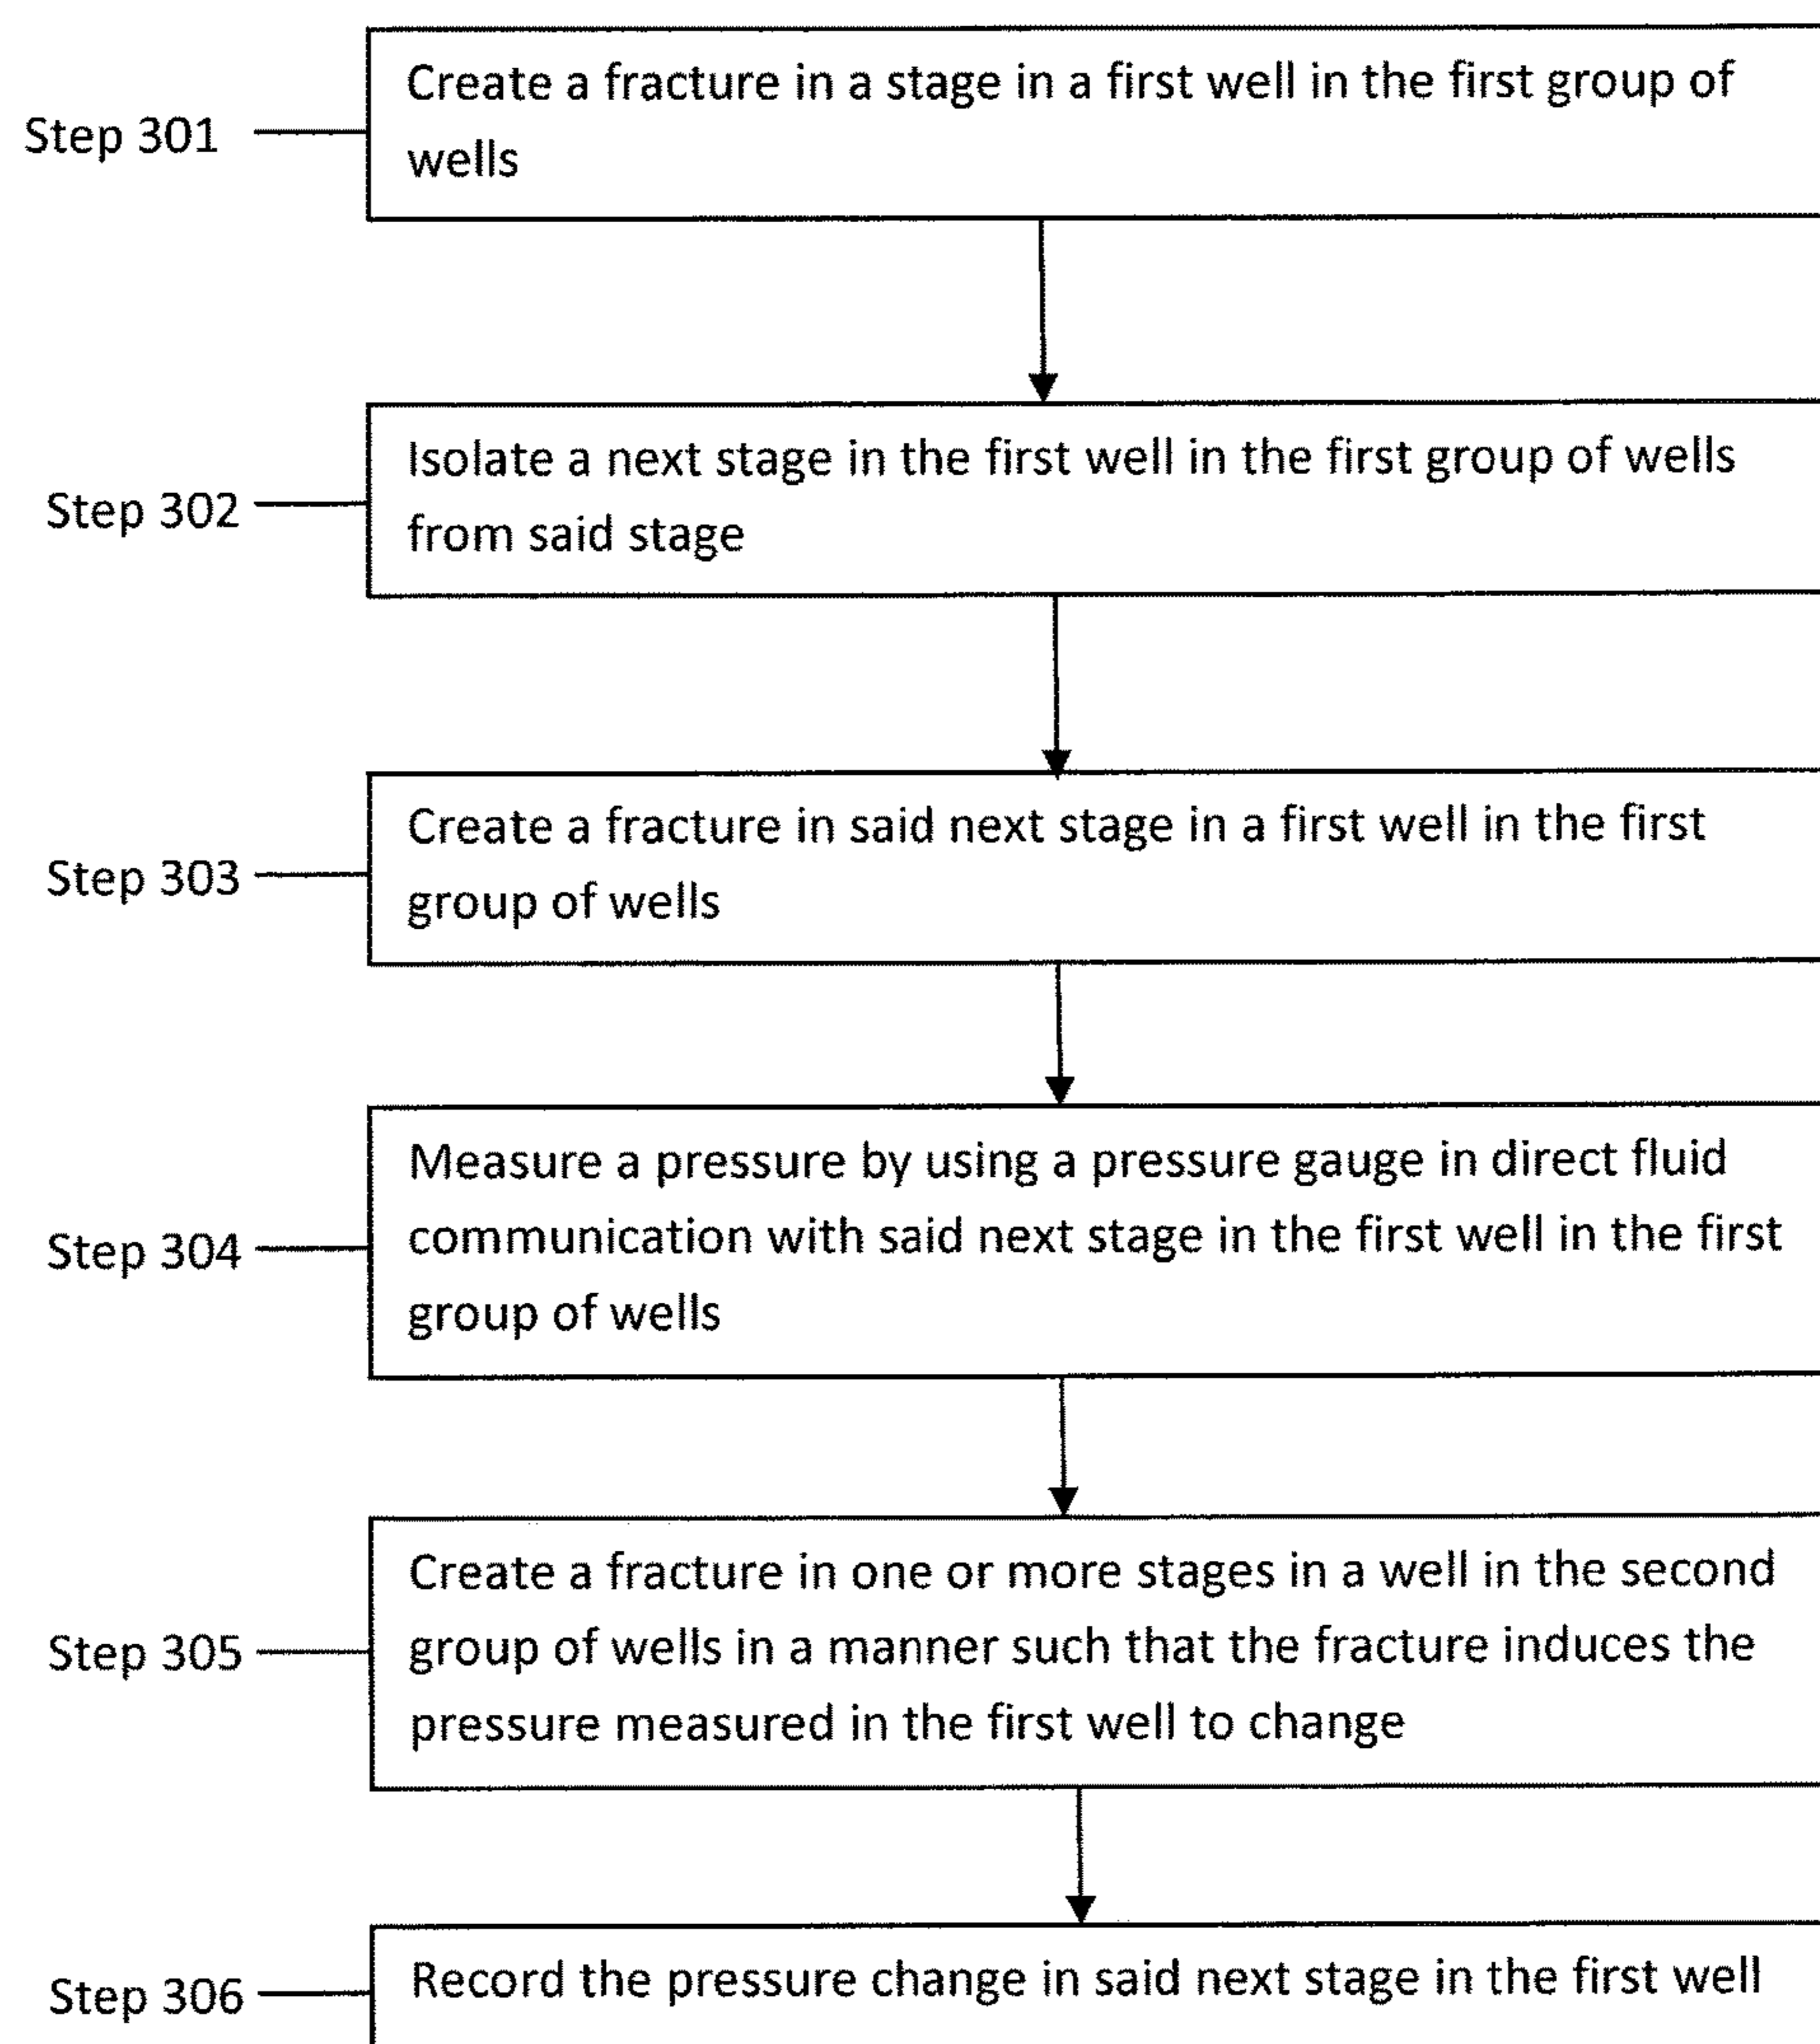 Step 301
Create a fracture in a stage in a first well in the first group of
wells
Step 302
Isolate a next stage in the first well in the first group of wells
from said stage
Step 303
Create a fracture in said next stage in a first well in the first
group of wells
Step 304
Measure a pressure by using a pressure gauge in direct fluid
communication with said next stage in the first well in the first
group of wells
Step 305
Create a fracture in one or more stages in a well in the second
group of wells in a manner such that the fracture induces the
pressure measured in the first well to change
Step 306
Record the pressure change in said next stage in the first well